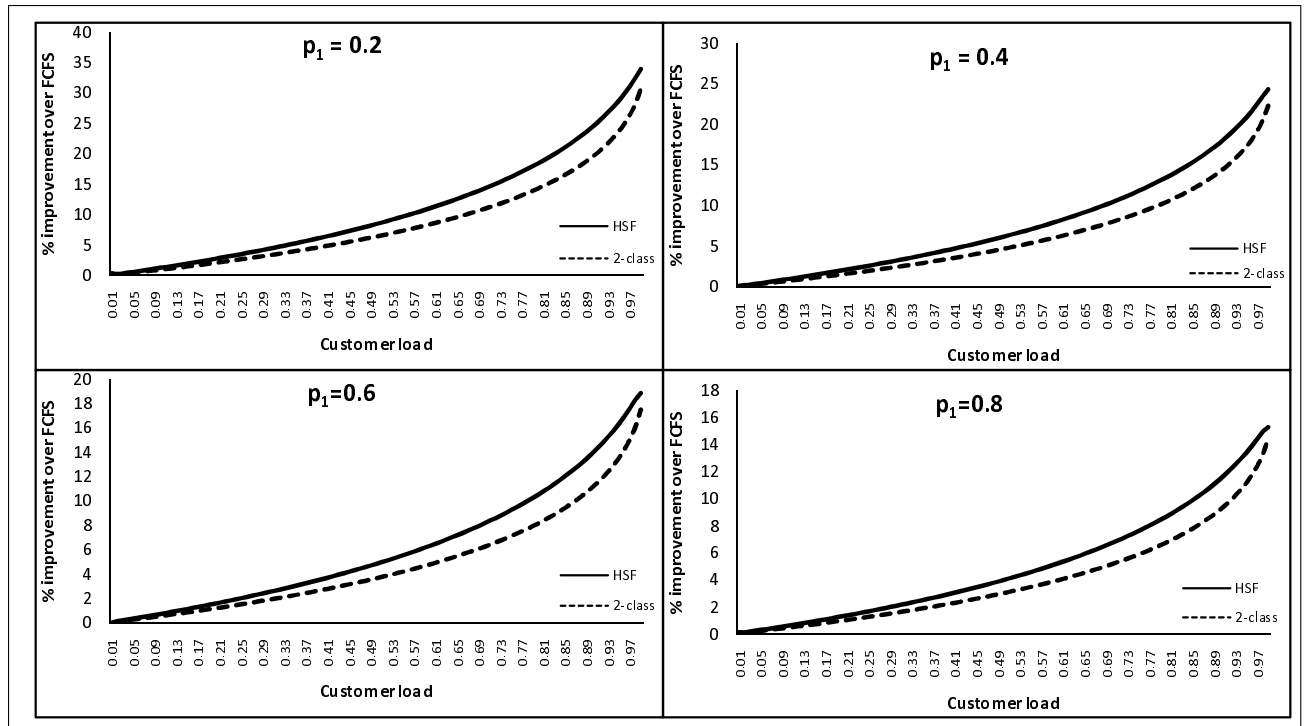 p1 = 0.2
% improvement over FCFS
40
35
30
25
20
15
10
5
0
HSF
2-class
0.01 0.05 0.09 0.13 0.17 0.21 0.25 0.29 0.33 0.37 0.41 0.45 0.49 0.53 0.57 0.61 0.65 0.69 0.73 0.77 0.81 0.85 0.89 0.93 0.97
Customer load
p1 = 0.4
% improvement over FCFS
30
25
20
15
10
5
0
HSF
2-class
0.01 0.05 0.09 0.13 0.17 0.21 0.25 0.29 0.33 0.37 0.41 0.45 0.49 0.53 0.57 0.61 0.65 0.69 0.73 0.77 0.81 0.85 0.89 0.93 0.97
Customer load
p1=0.6
% improvement over FCFS
20
18
16
14
12
10
8
6
4
2
0
HSF
2-class
0.01 0.05 0.09 0.13 0.17 0.21 0.25 0.29 0.33 0.37 0.41 0.45 0.49 0.53 0.57 0.61 0.65 0.69 0.73 0.77 0.81 0.85 0.89 0.93 0.97
Customer load
p1=0.8
% improvement over FCFS
18
16
14
12
10
8
6
4
2
0
HSF
2-class
0.01 0.05 0.09 0.13 0.17 0.21 0.25 0.29 0.33 0.37 0.41 0.45 0.49 0.53 0.57 0.61 0.65 0.69 0.73 0.77 0.81 0.85 0.89 0.93 0.97
Customer load